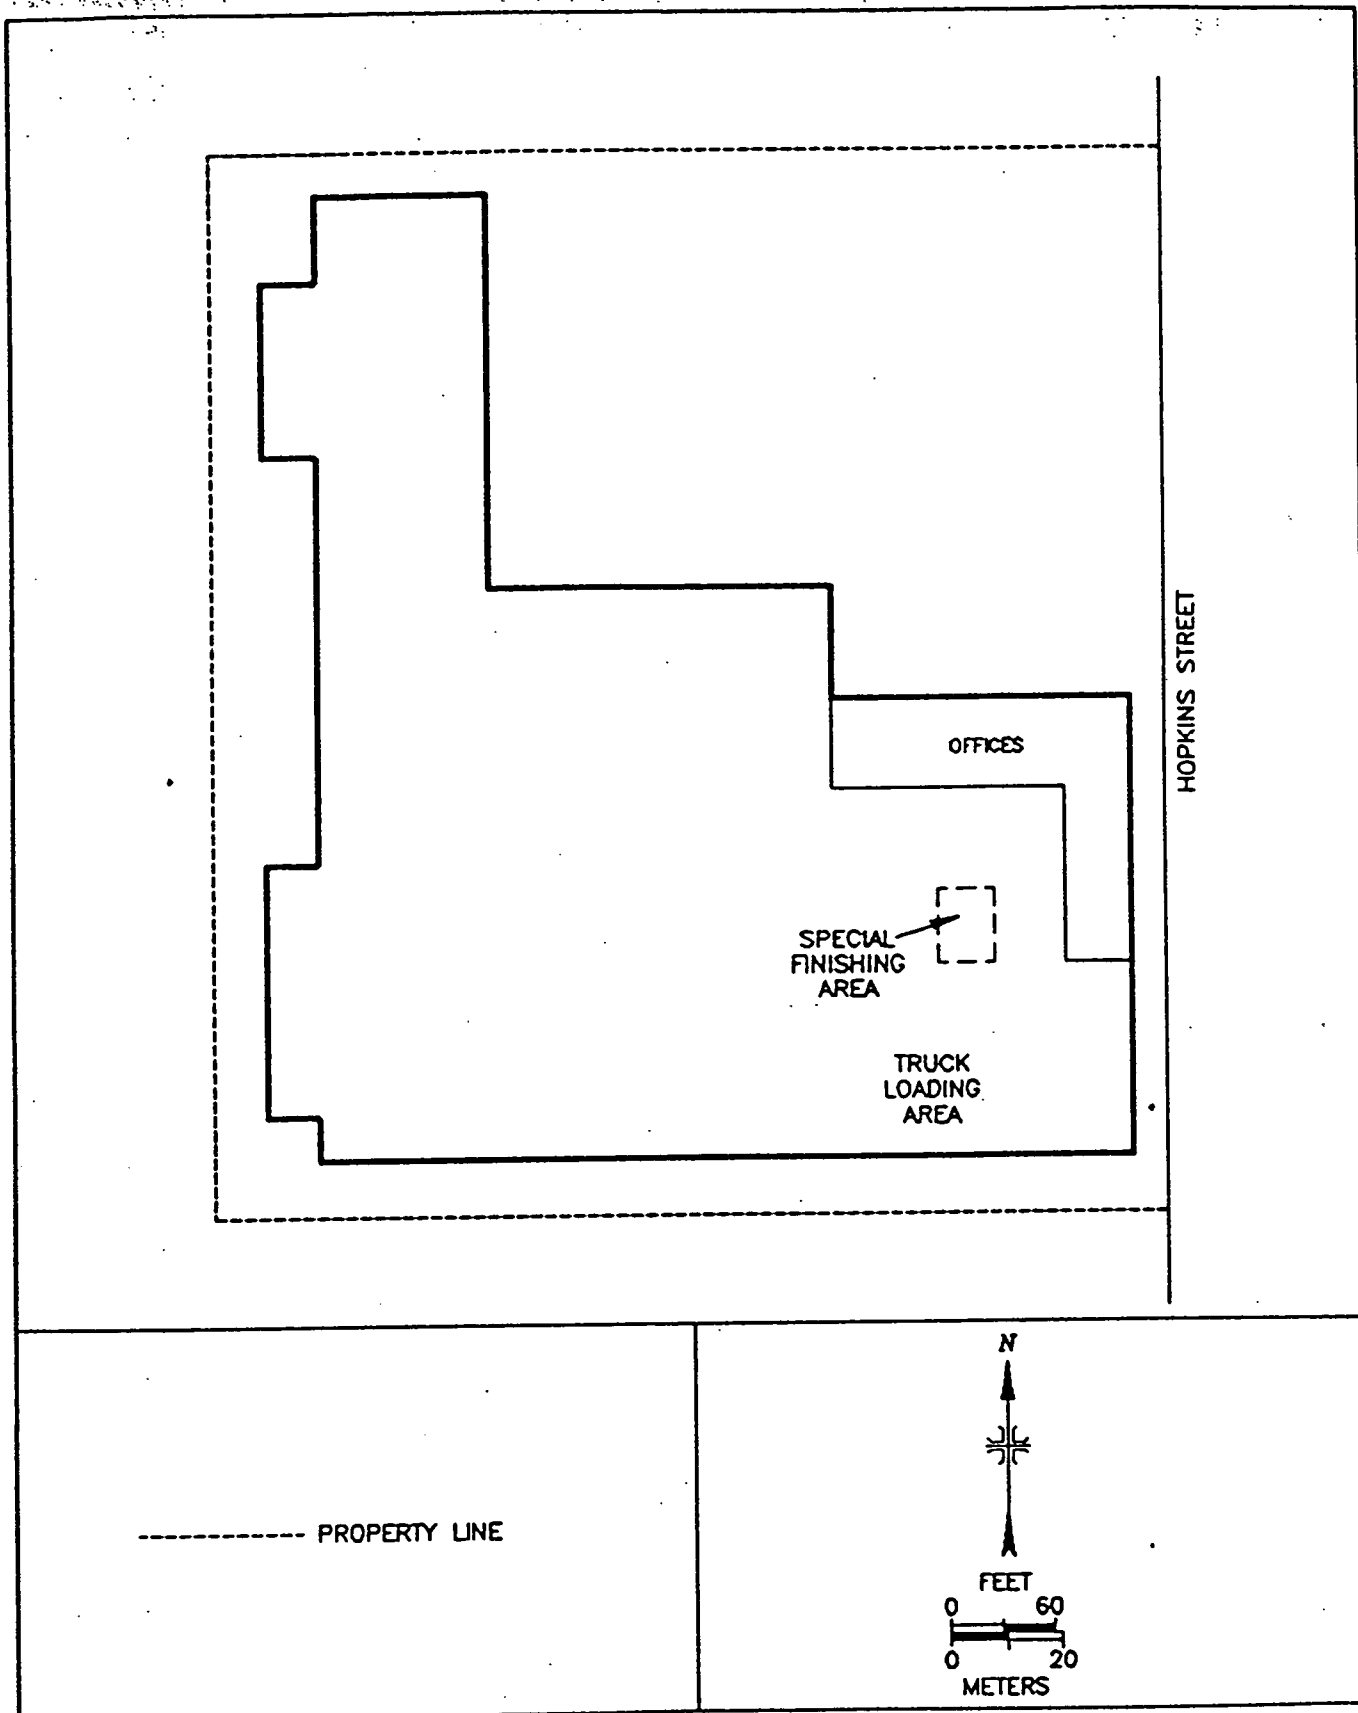 HOPKINS STREET
OFFICES
SPECIAL
FINISHING
AREA
TRUCK
LOADING
AREA
PROPERTY LINE
N
FEET
0 60
0 20
METERS